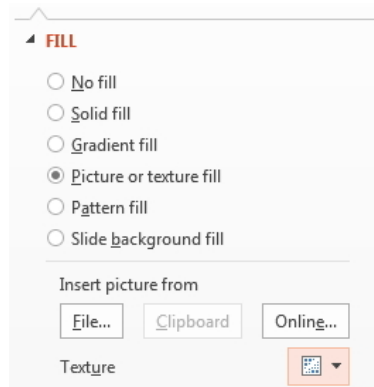 FILL
No fill
Solid fill
Gradient fill
Picture or texture fill
Pattern fill
Slide background fill
Insert picture from
File... Clipboard Online...
Texture